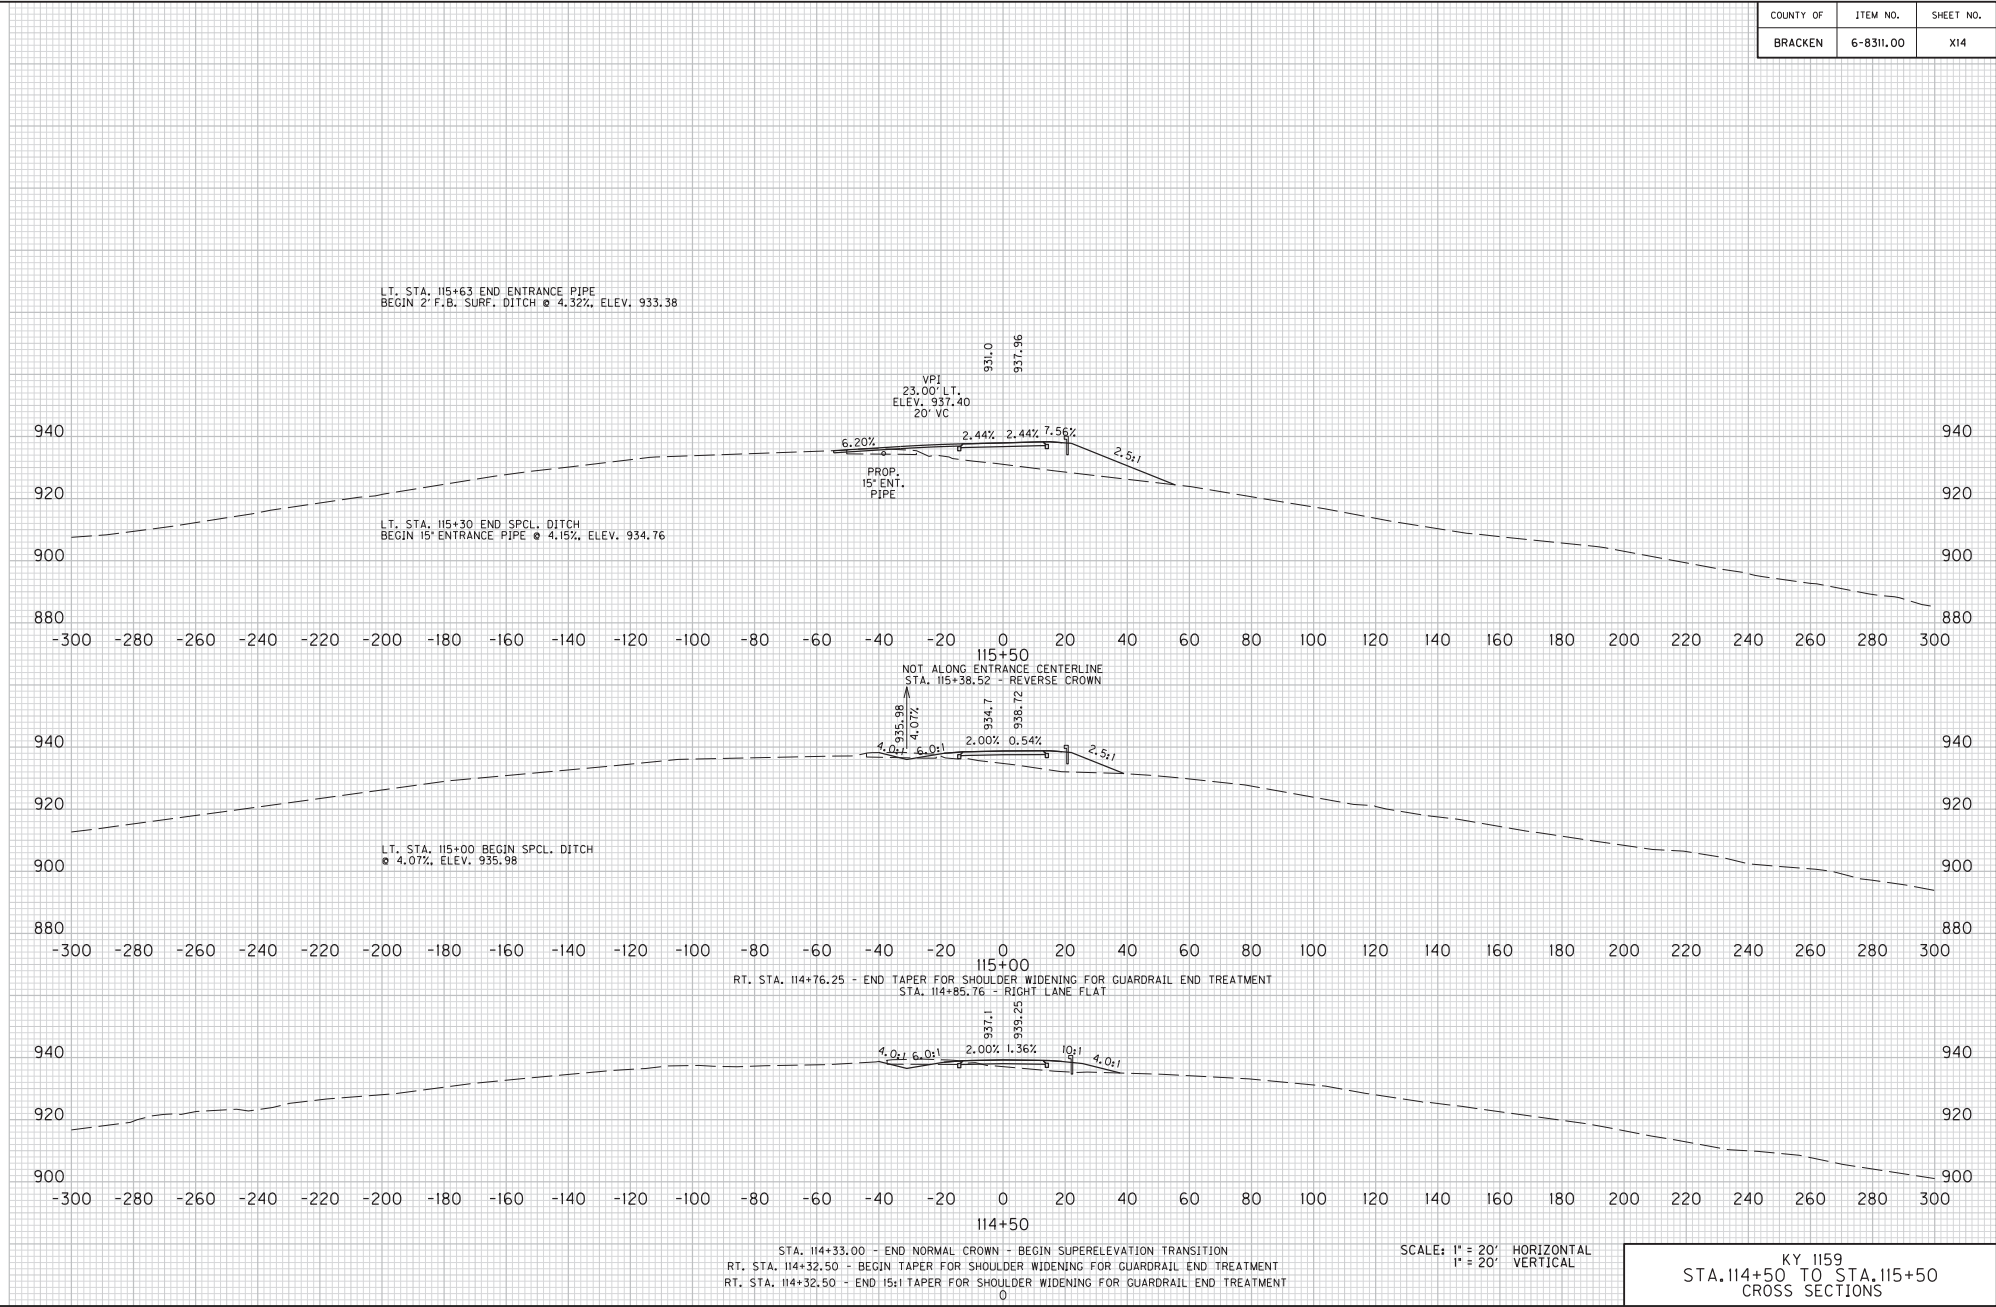 COUNTY OF ITEM NO. SHEET NO.
BRACKEN 6-8311.00 X14
LT. STA. 115+63 END ENTRANCE PIPE
BEGIN 2' F.B. SURF. DITCH @ 4.32%, ELEV. 933.38
931.0 937.96
VPI
23.00' LT.
ELEV. 937.40
20' VC
940 6.20% 2.44% 2.44% 7.56% 940
2.5:1
PROP.
15" ENT.
PIPE
920 920
LT. STA. 115+30 END SPCL. DITCH
BEGIN 15" ENTRANCE PIPE @ 4.15%, ELEV. 934.76
900 900
880 880
-300 -280 -260 -240 -220 -200 -180 -160 -140 -120 -100 -80 -60 -40 -20 0 20 40 60 80 100 120 140 160 180 200 220 240 260 280 300
115+50
NOT ALONG ENTRANCE CENTERLINE
STA. 115+38.52 - REVERSE CROWN
935.98 4.07% 934.7 938.72
940 4.0:1 6.0:1 2.00% 0.54% 2.5:1 940
920 920
LT. STA. 115+00 BEGIN SPCL. DITCH
@ 4.07%, ELEV. 935.98
900 900
880 880
-300 -280 -260 -240 -220 -200 -180 -160 -140 -120 -100 -80 -60 -40 -20 0 20 40 60 80 100 120 140 160 180 200 220 240 260 280 300
115+00
RT. STA. 114+76.25 - END TAPER FOR SHOULDER WIDENING FOR GUARDRAIL END TREATMENT
STA. 114+85.76 - RIGHT LANE FLAT
937.1 939.25
940 4.0:1 6.0:1 2.00% 1.36% 10:1 4.0:1 940
920 920
900 900
-300 -280 -260 -240 -220 -200 -180 -160 -140 -120 -100 -80 -60 -40 -20 0 20 40 60 80 100 120 140 160 180 200 220 240 260 280 300
114+50
STA. 114+33.00 - END NORMAL CROWN - BEGIN SUPERELEVATION TRANSITION
RT. STA. 114+32.50 - BEGIN TAPER FOR SHOULDER WIDENING FOR GUARDRAIL END TREATMENT
RT. STA. 114+32.50 - END 15:1 TAPER FOR SHOULDER WIDENING FOR GUARDRAIL END TREATMENT
0
SCALE: 1" = 20' HORIZONTAL
1" = 20' VERTICAL
KY 1159
STA.114+50 TO STA.115+50
CROSS SECTIONS